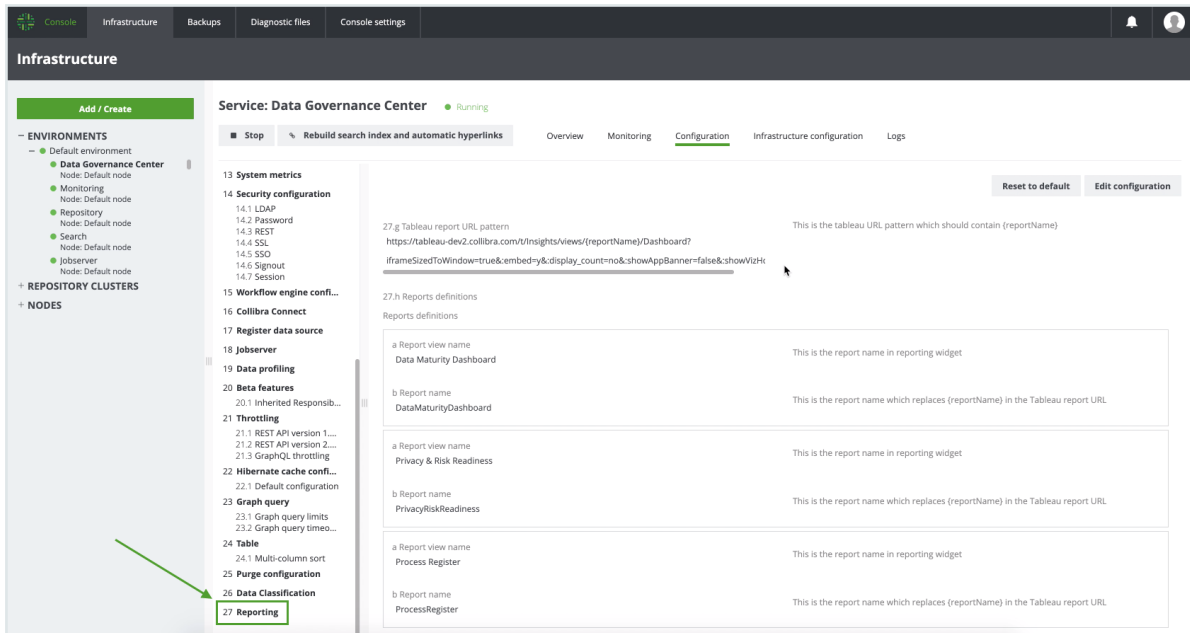 Console
Infrastructure
Backups
Diagnostic files
Console settings
Infrastructure
Add / Create
ENVIRONMENTS
Default environment
Data Governance Center
Node: Default node
Monitoring
Node: Default node
Repository
Node: Default node
Search
Node: Default node
Jobserver
Node: Default node
REPOSITORY CLUSTERS
NODES
Service: Data Governance Center
Running
Stop
Rebuild search index and automatic hyperlinks
Overview
Monitoring
Configuration
Infrastructure configuration
Logs
13 System metrics
14 Security configuration
14.1 LDAP
14.2 Password
14.3 REST
14.4 SSL
14.5 SSO
14.6 Signout
14.7 Session
15 Workflow engine confi...
16 Collibra Connect
17 Register data source
18 Jobserver
19 Data profiling
20 Beta features
20.1 Inherited Responsib...
21 Throttling
21.1 REST API version 1....
21.2 REST API version 2....
21.3 GraphQL throttling
22 Hibernate cache confi...
22.1 Default configuration
23 Graph query
23.1 Graph query limits
23.2 Graph query timeo...
24 Table
24.1 Multi-column sort
25 Purge configuration
26 Data Classification
27 Reporting
Reset to default
Edit configuration
27.g Tableau report URL pattern
https://tableau-dev2.collibra.com/t/Insights/views/{reportName}/Dashboard?
iframeSizedToWindow=true&:embed=y&:display_count=no&:showAppBanner=false&:showVizHo
This is the tableau URL pattern which should contain {reportName}
27.h Reports definitions
Reports definitions
a Report view name
Data Maturity Dashboard
This is the report name in reporting widget
b Report name
DataMaturityDashboard
This is the report name which replaces {reportName} in the Tableau report URL
a Report view name
Privacy & Risk Readiness
This is the report name in reporting widget
b Report name
PrivacyRiskReadiness
This is the report name which replaces {reportName} in the Tableau report URL
a Report view name
Process Register
This is the report name in reporting widget
b Report name
ProcessRegister
This is the report name which replaces {reportName} in the Tableau report URL